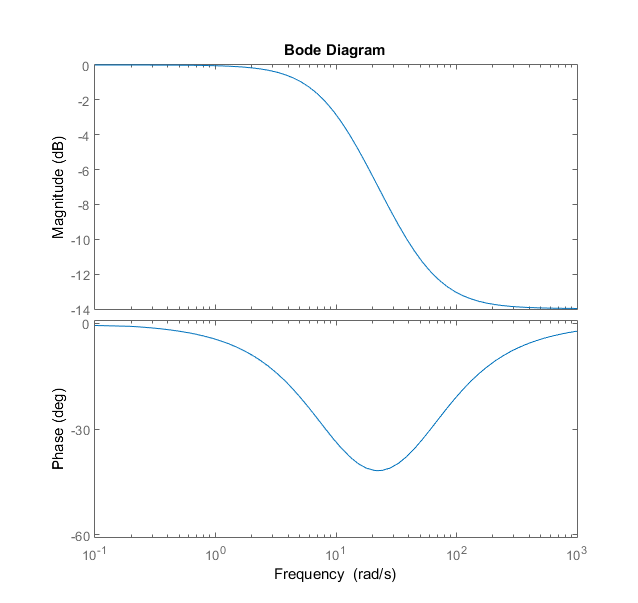 Bode Diagram
Magnitude (dB)
0
-2
-4
-6
-8
-10
-12
-14
Phase (deg)
0
-30
-60
10^-1 10^0 10^1 10^2 10^3
Frequency (rad/s)